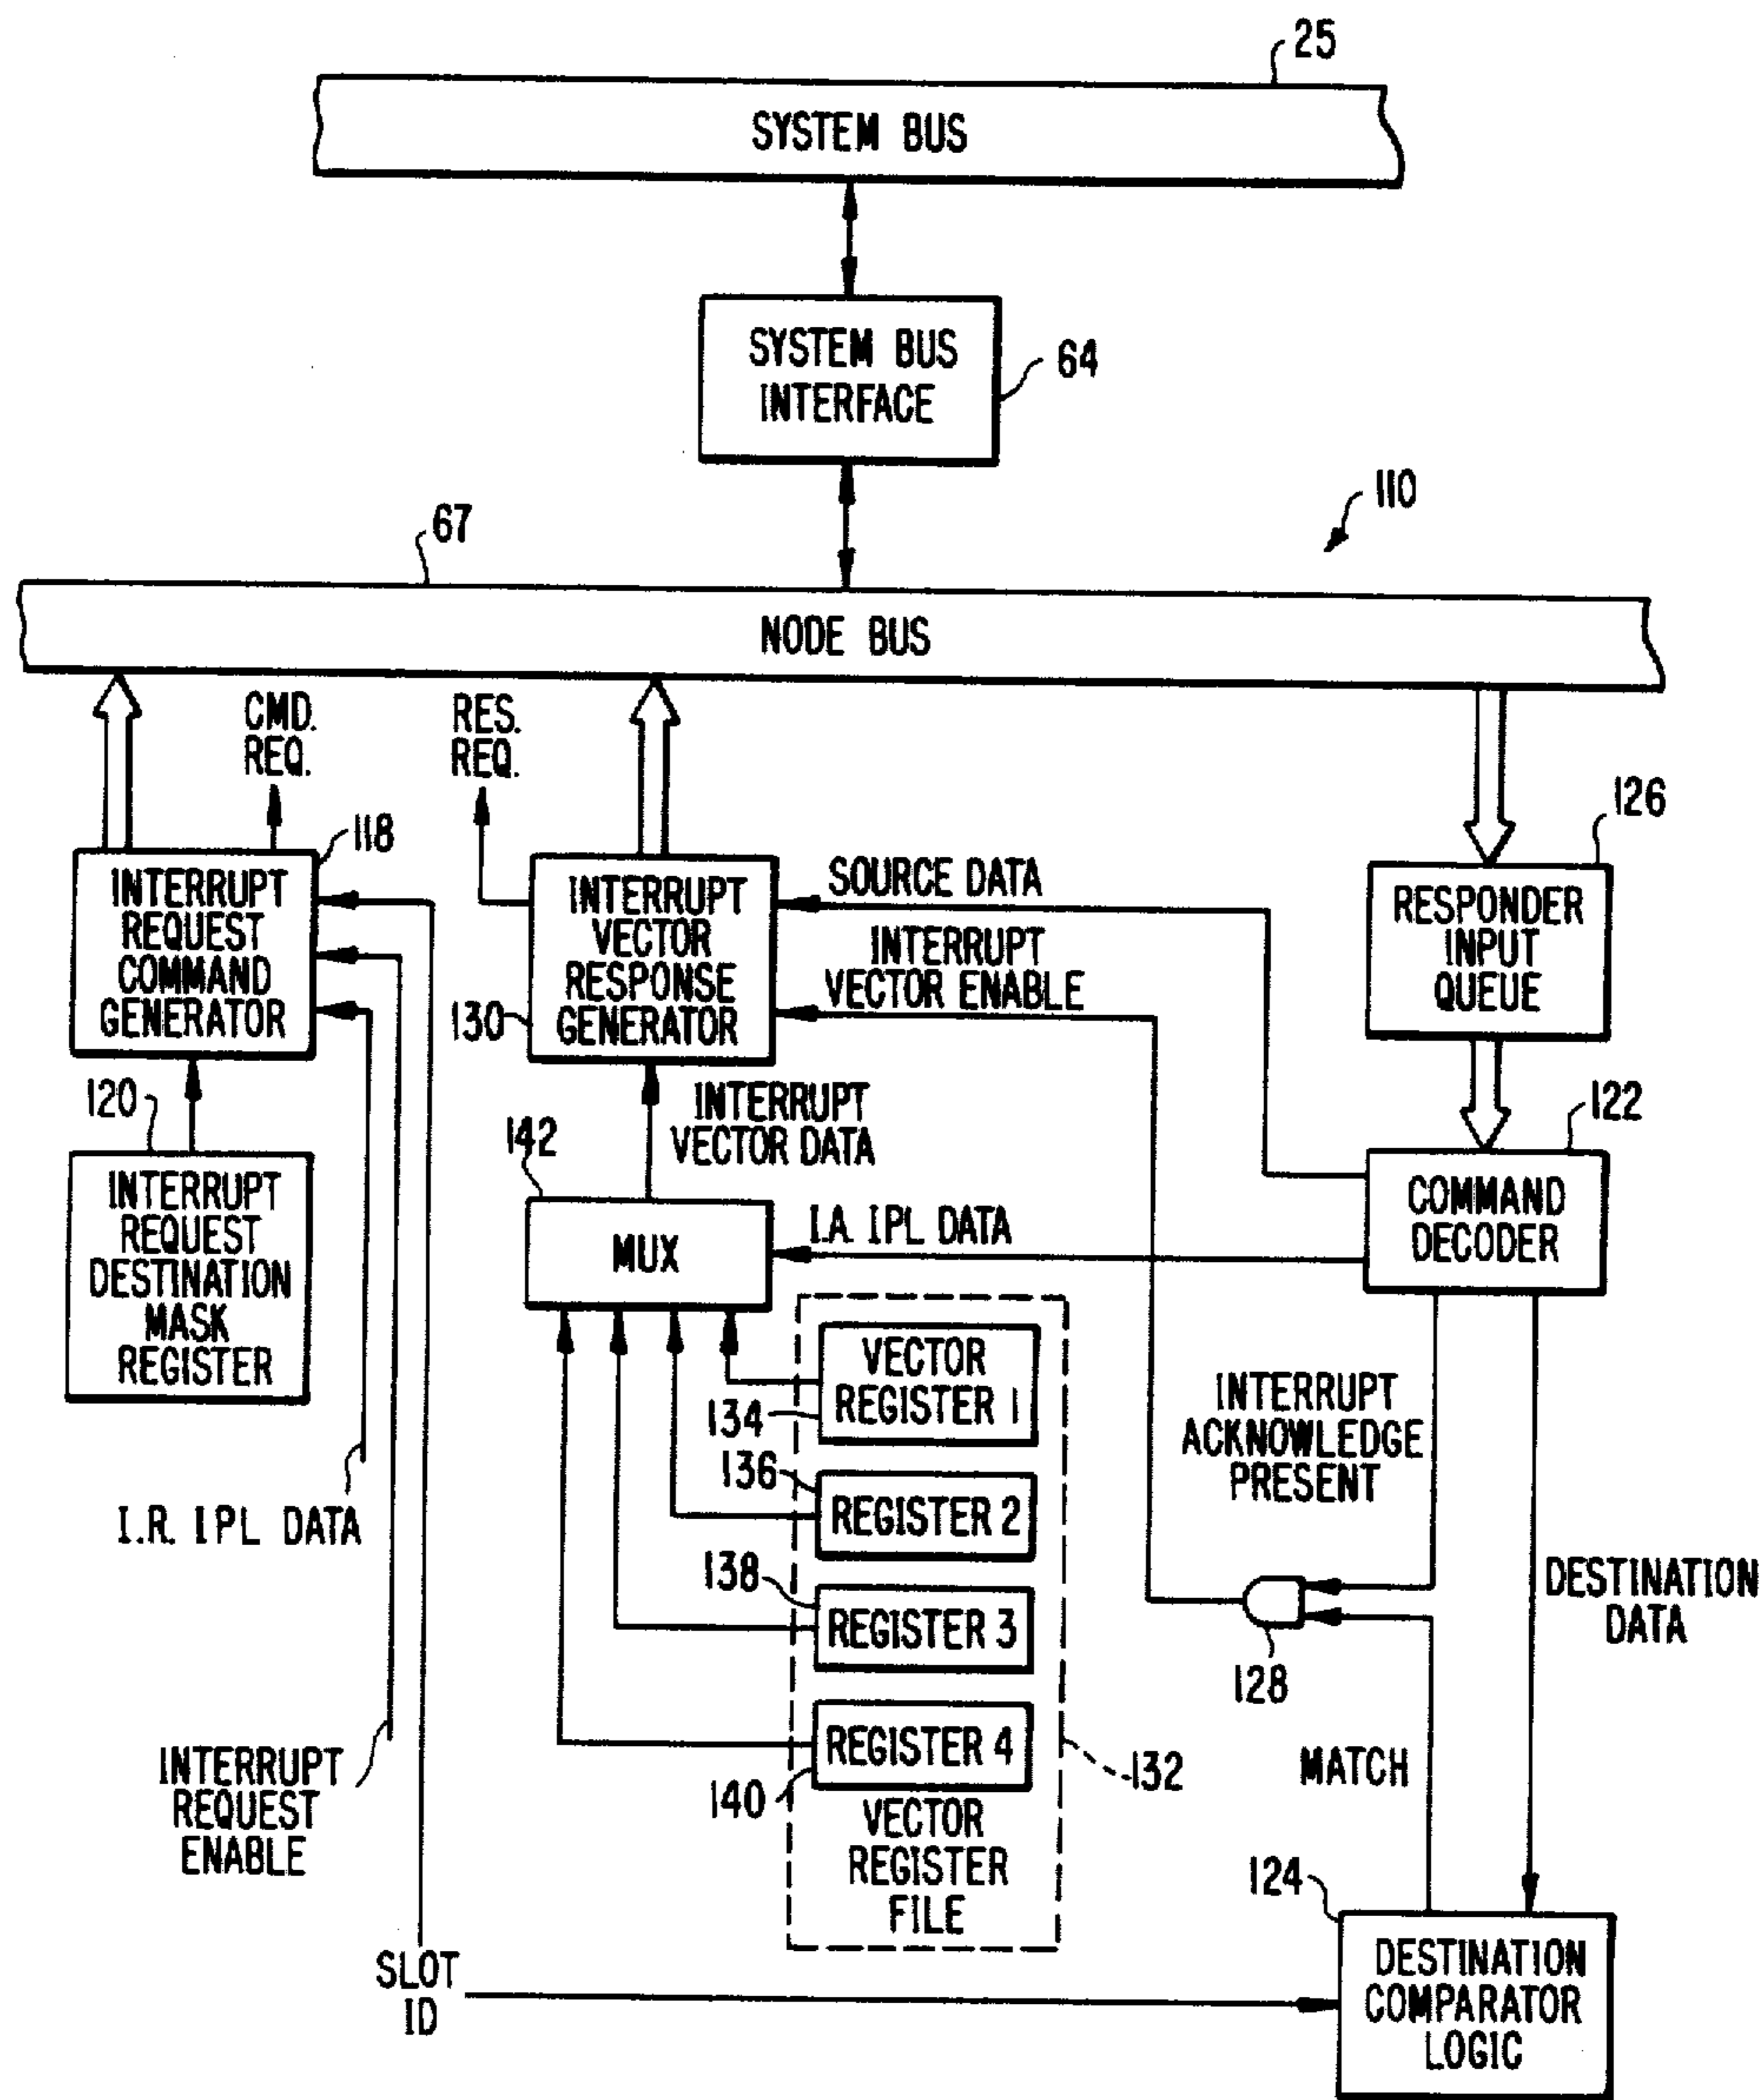 25
SYSTEM BUS
SYSTEM BUS
INTERFACE
64
110
67
NODE BUS
CMD.
REQ.
RES.
REQ.
118
INTERRUPT
REQUEST
COMMAND
GENERATOR
130
INTERRUPT
VECTOR
RESPONSE
GENERATOR
SOURCE DATA
INTERRUPT
VECTOR ENABLE
126
RESPONDER
INPUT
QUEUE
120
INTERRUPT
REQUEST
DESTINATION
MASK
REGISTER
142
INTERRUPT
VECTOR DATA
MUX
I.A. IPL DATA
122
COMMAND
DECODER
VECTOR
REGISTER 1
134
136
REGISTER 2
138
REGISTER 3
REGISTER 4
140
VECTOR
REGISTER
FILE
132
INTERRUPT
ACKNOWLEDGE
PRESENT
128
DESTINATION
DATA
MATCH
I.R. IPL DATA
INTERRUPT
REQUEST
ENABLE
SLOT
ID
124
DESTINATION
COMPARATOR
LOGIC